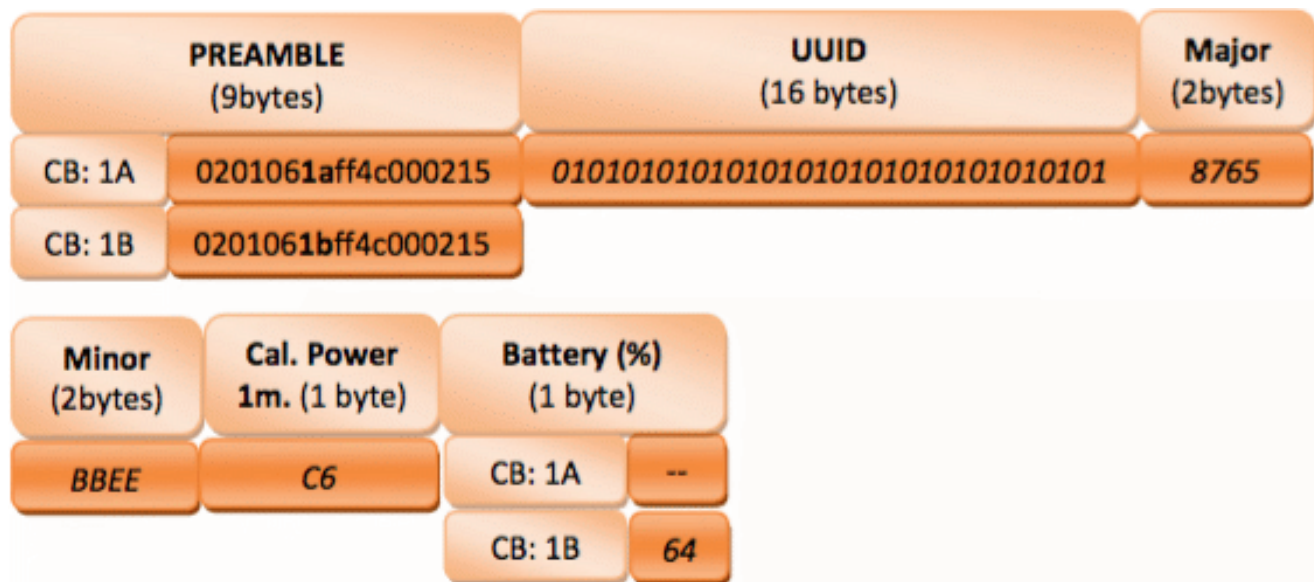 PREAMBLE
(9bytes)
UUID
(16 bytes)
Major
(2bytes)
CB: 1A
0201061aff4c000215
01010101010101010101010101010101
8765
CB: 1B
0201061bff4c000215
Minor
(2bytes)
Cal. Power
1m. (1 byte)
Battery (%)
(1 byte)
BBEE
C6
CB: 1A
--
CB: 1B
64